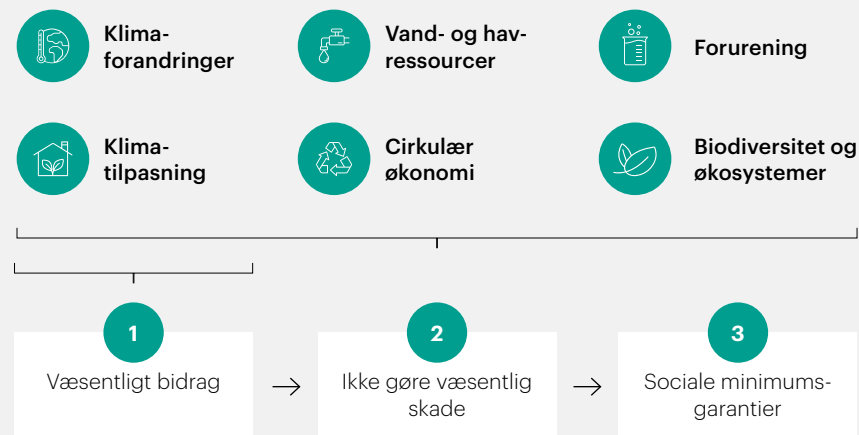 Klima-
forandringer
Vand- og hav-
ressourcer
Forurening
Klima-
tilpasning
Cirkulær
økonomi
Biodiversitet og
økosystemer
1
Væsentligt bidrag
2
Ikke gøre væsentlig
skade
3
Sociale minimums-
garantier